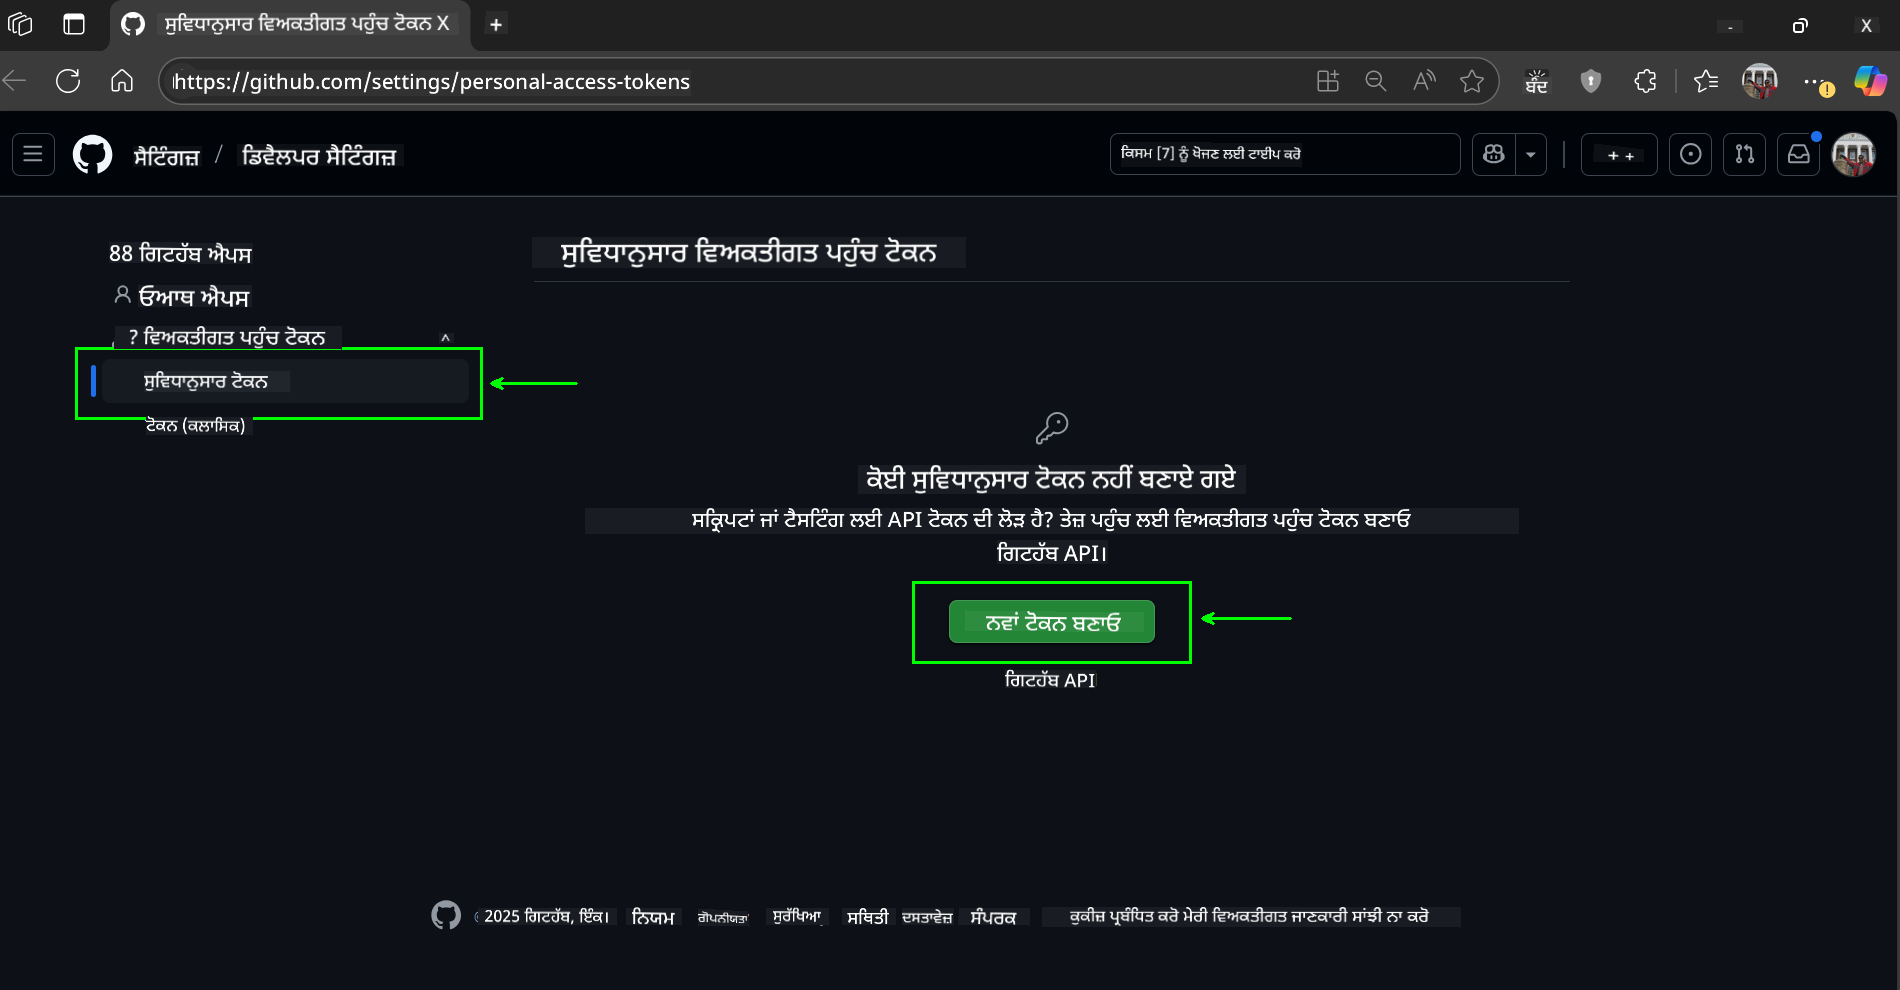 ਸੁਵਿਧਾਨੁਸਾਰ ਵਿਅਕਤੀਗਤ ਪਹੁੰਚ ਟੋਕਨ X +
- X
https://github.com/settings/personal-access-tokens
ਬੰਦ
ਸੈਟਿੰਗਜ਼ / ਡਿਵੈਲਪਰ ਸੈਟਿੰਗਜ਼
ਕਿਸਮ [7] ਨੂੰ ਖੋਜਣ ਲਈ ਟਾਈਪ ਕਰੋ
+ +
88 ਗਿਟਹੱਬ ਐਪਸ
ਓਆਥ ਐਪਸ
? ਵਿਅਕਤੀਗਤ ਪਹੁੰਚ ਟੋਕਨ ^
ਸੁਵਿਧਾਨੁਸਾਰ ਟੋਕਨ
ਟੋਕਨ (ਕਲਾਸਿਕ)
ਸੁਵਿਧਾਨੁਸਾਰ ਵਿਅਕਤੀਗਤ ਪਹੁੰਚ ਟੋਕਨ
ਕੋਈ ਸੁਵਿਧਾਨੁਸਾਰ ਟੋਕਨ ਨਹੀਂ ਬਣਾਏ ਗਏ
ਸਕ੍ਰਿਪਟਾਂ ਜਾਂ ਟੈਸਟਿੰਗ ਲਈ API ਟੋਕਨ ਦੀ ਲੋੜ ਹੈ? ਤੇਜ਼ ਪਹੁੰਚ ਲਈ ਵਿਅਕਤੀਗਤ ਪਹੁੰਚ ਟੋਕਨ ਬਣਾਓ
ਗਿਟਹੱਬ API।
ਨਵਾਂ ਟੋਕਨ ਬਣਾਓ
ਗਿਟਹੱਬ API
2025 ਗਿਟਹੱਬ, ਇੰਕ। ਨਿਯਮ ਗੋਪਨੀਯਤਾ ਸੁਰੱਖਿਆ ਸਥਿਤੀ ਦਸਤਾਵੇਜ਼ ਸੰਪਰਕ ਕੁਕੀਜ਼ ਪ੍ਰਬੰਧਿਤ ਕਰੋ ਮੇਰੀ ਵਿਅਕਤੀਗਤ ਜਾਣਕਾਰੀ ਸਾਂਝੀ ਨਾ ਕਰੋ